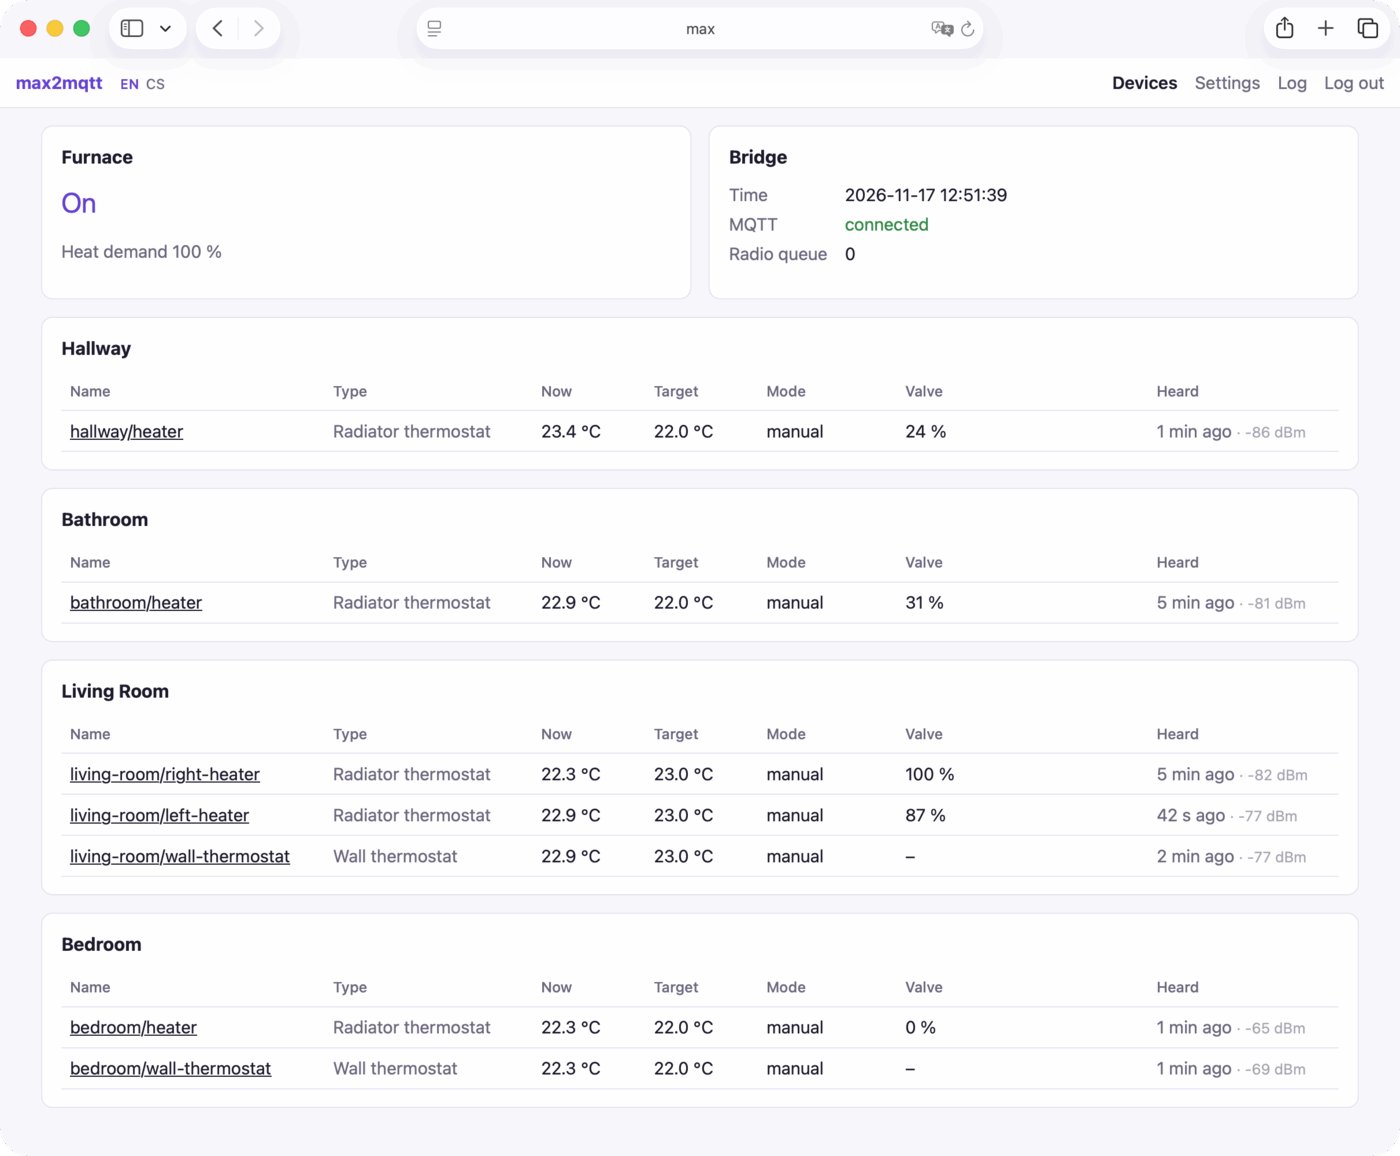 max
max2mqtt EN CS Devices Settings Log Log out
Furnace
On
Heat demand 100 %
Bridge
Time 2026-11-17 12:51:39
MQTT connected
Radio queue 0
Hallway
Name Type Now Target Mode Valve Heard
hallway/heater Radiator thermostat 23.4 °C 22.0 °C manual 24 % 1 min ago · -86 dBm
Bathroom
Name Type Now Target Mode Valve Heard
bathroom/heater Radiator thermostat 22.9 °C 22.0 °C manual 31 % 5 min ago · -81 dBm
Living Room
Name Type Now Target Mode Valve Heard
living-room/right-heater Radiator thermostat 22.3 °C 23.0 °C manual 100 % 5 min ago · -82 dBm
living-room/left-heater Radiator thermostat 22.9 °C 23.0 °C manual 87 % 42 s ago · -77 dBm
living-room/wall-thermostat Wall thermostat 22.9 °C 23.0 °C manual – 2 min ago · -77 dBm
Bedroom
Name Type Now Target Mode Valve Heard
bedroom/heater Radiator thermostat 22.3 °C 22.0 °C manual 0 % 1 min ago · -65 dBm
bedroom/wall-thermostat Wall thermostat 22.3 °C 22.0 °C manual – 1 min ago · -69 dBm